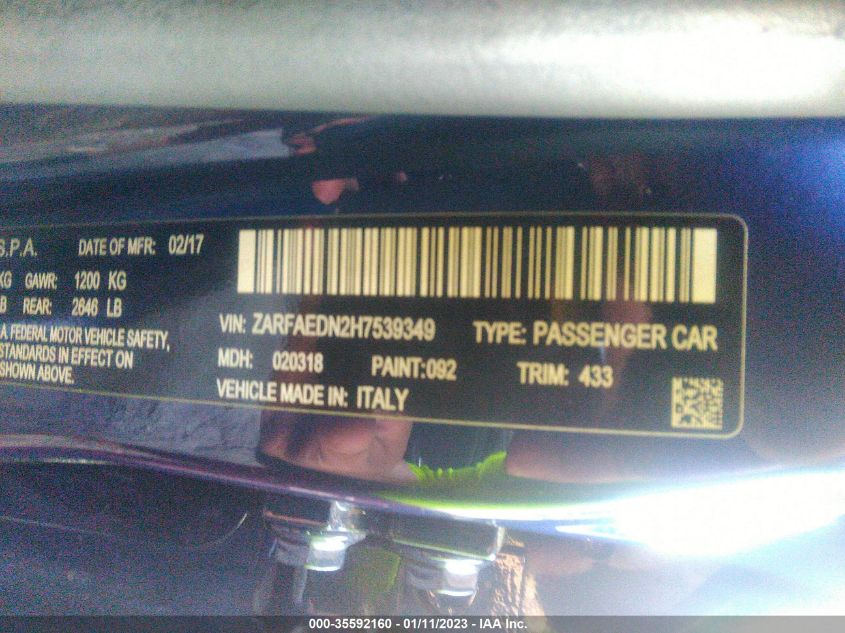 S.P.A. DATE OF MFR: 02/17
KG GAWR: 1200 KG
B REAR: 2646 LB
A. FEDERAL MOTOR VEHICLE SAFETY,
STANDARDS IN EFFECT ON
SHOWN ABOVE.
VIN: ZARFAEDN2H7539349 TYPE: PASSENGER CAR
MDH: 020318 PAINT:092 TRIM: 433
VEHICLE MADE IN: ITALY
000-35592160 - 01/11/2023 - IAA Inc.